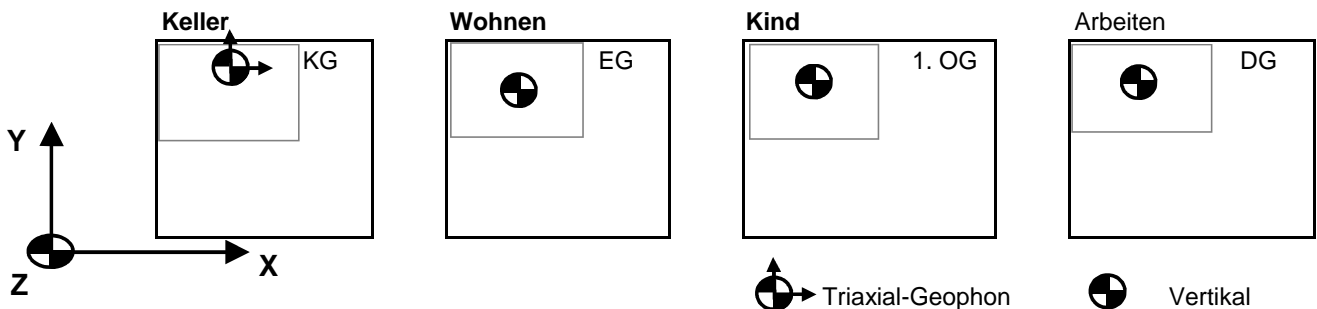 Keller Wohnen Kind Arbeiten
KG EG 1. OG DG
Y
X
Z
Triaxial-Geophon Vertikal